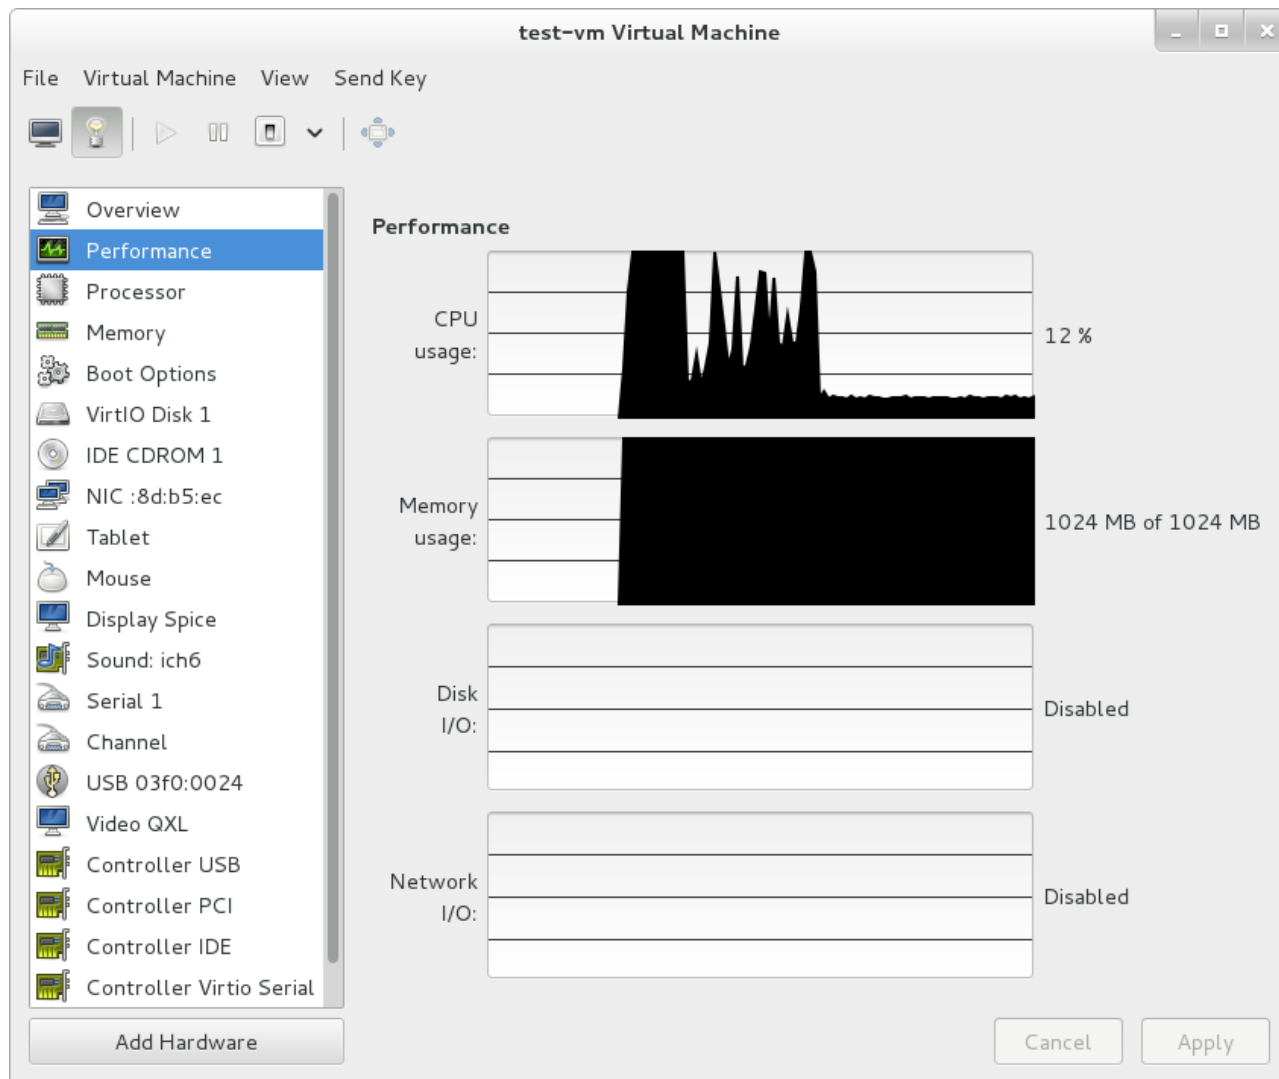 test-vm Virtual Machine
File Virtual Machine View Send Key
Overview
Performance
Processor
Memory
Boot Options
VirtIO Disk 1
IDE CDROM 1
NIC :8d:b5:ec
Tablet
Mouse
Display Spice
Sound: ich6
Serial 1
Channel
USB 03f0:0024
Video QXL
Controller USB
Controller PCI
Controller IDE
Controller Virtio Serial
Add Hardware
Performance
CPU
usage:
12 %
Memory
usage:
1024 MB of 1024 MB
Disk
I/O:
Disabled
Network
I/O:
Disabled
Cancel
Apply